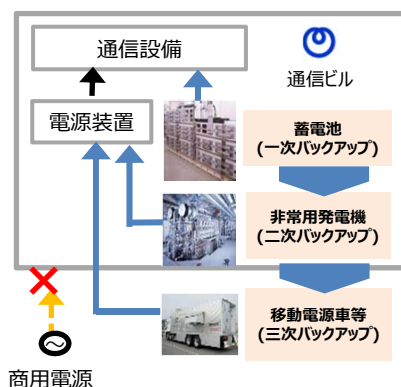 通信設備
通信ビル
電源装置
蓄電池
(一次バックアップ)
非常用発電機
(二次バックアップ)
移動電源車等
(三次バックアップ)
商用電源